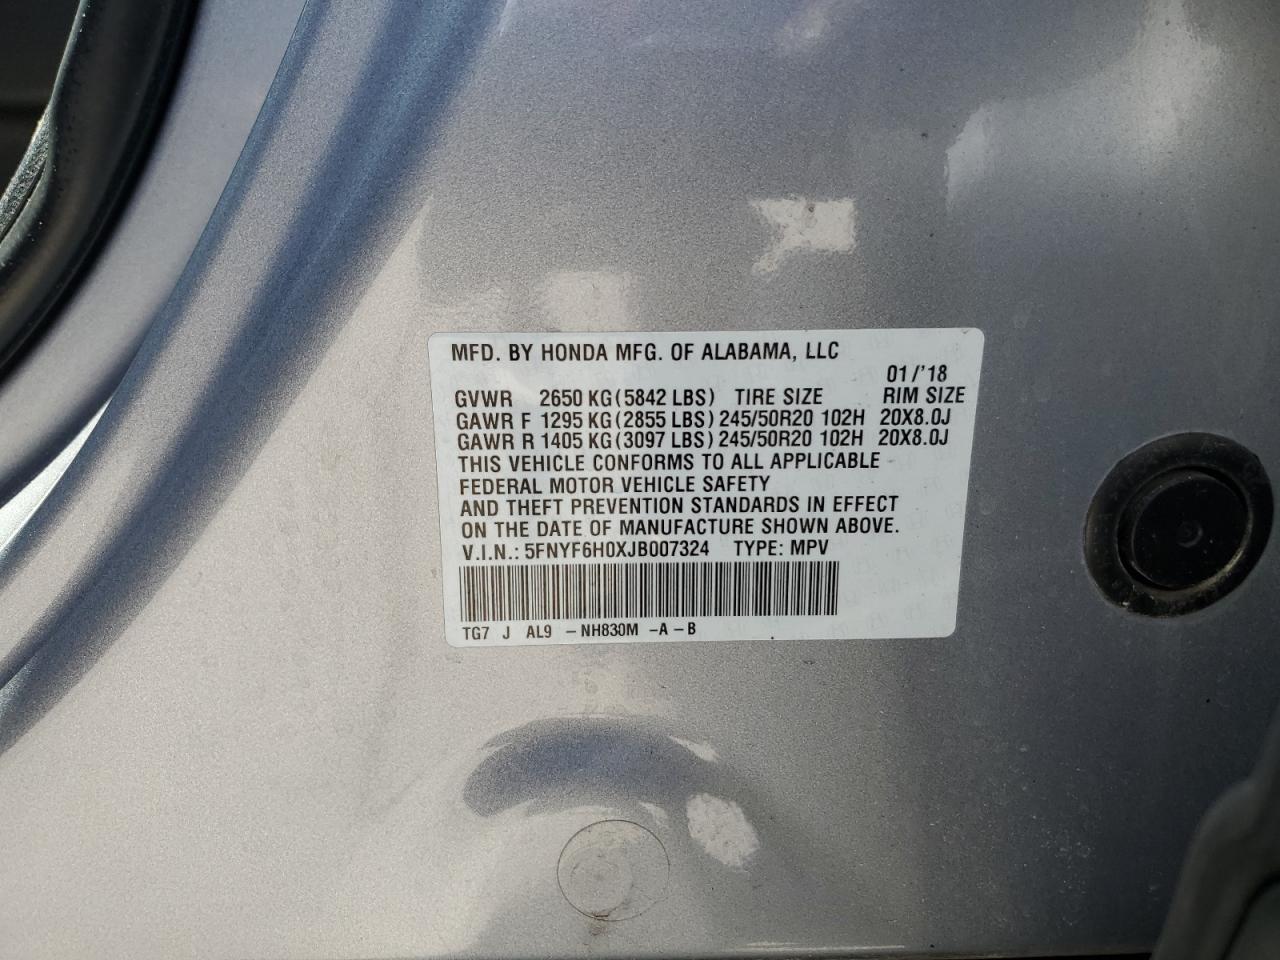 MFD. BY HONDA MFG. OF ALABAMA, LLC
01/'18
GVWR 2650 KG(5842 LBS) TIRE SIZE RIM SIZE
GAWR F 1295 KG(2855 LBS) 245/50R20 102H 20X8.0J
GAWR R 1405 KG(3097 LBS) 245/50R20 102H 20X8.0J
THIS VEHICLE CONFORMS TO ALL APPLICABLE
FEDERAL MOTOR VEHICLE SAFETY
AND THEFT PREVENTION STANDARDS IN EFFECT
ON THE DATE OF MANUFACTURE SHOWN ABOVE.
V.I.N.: 5FNYF6H0XJB007324 TYPE: MPV
TG7 J AL9 -NH830M -A-B